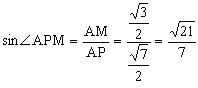 sin∠APM = AM/AP = (√3/2)/(√7/2) = √21/7